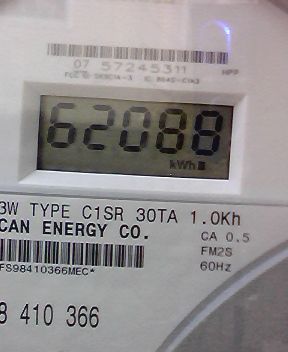 07 57245311
HPP
62088
kWh
3W TYPE C1SR 30TA 1.0Kh
CAN ENERGY CO.
CA 0.5
FM2S
60Hz
FS98410366MEC*
8 410 366